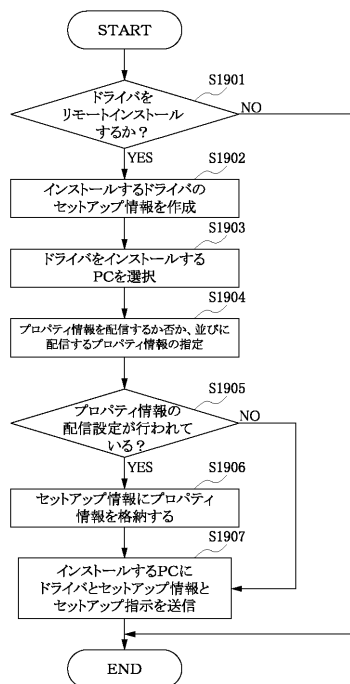 START
S1901
ドライバを
リモートインストール
するか？
NO
YES
S1902
インストールするドライバの
セットアップ情報を作成
S1903
ドライバをインストールする
PCを選択
S1904
プロパティ情報を配信するか否か、並びに
配信するプロパティ情報の指定
S1905
プロパティ情報の
配信設定が行われて
いる？
NO
YES
S1906
セットアップ情報にプロパティ
情報を格納する
S1907
インストールするPCに
ドライバとセットアップ情報と
セットアップ指示を送信
END